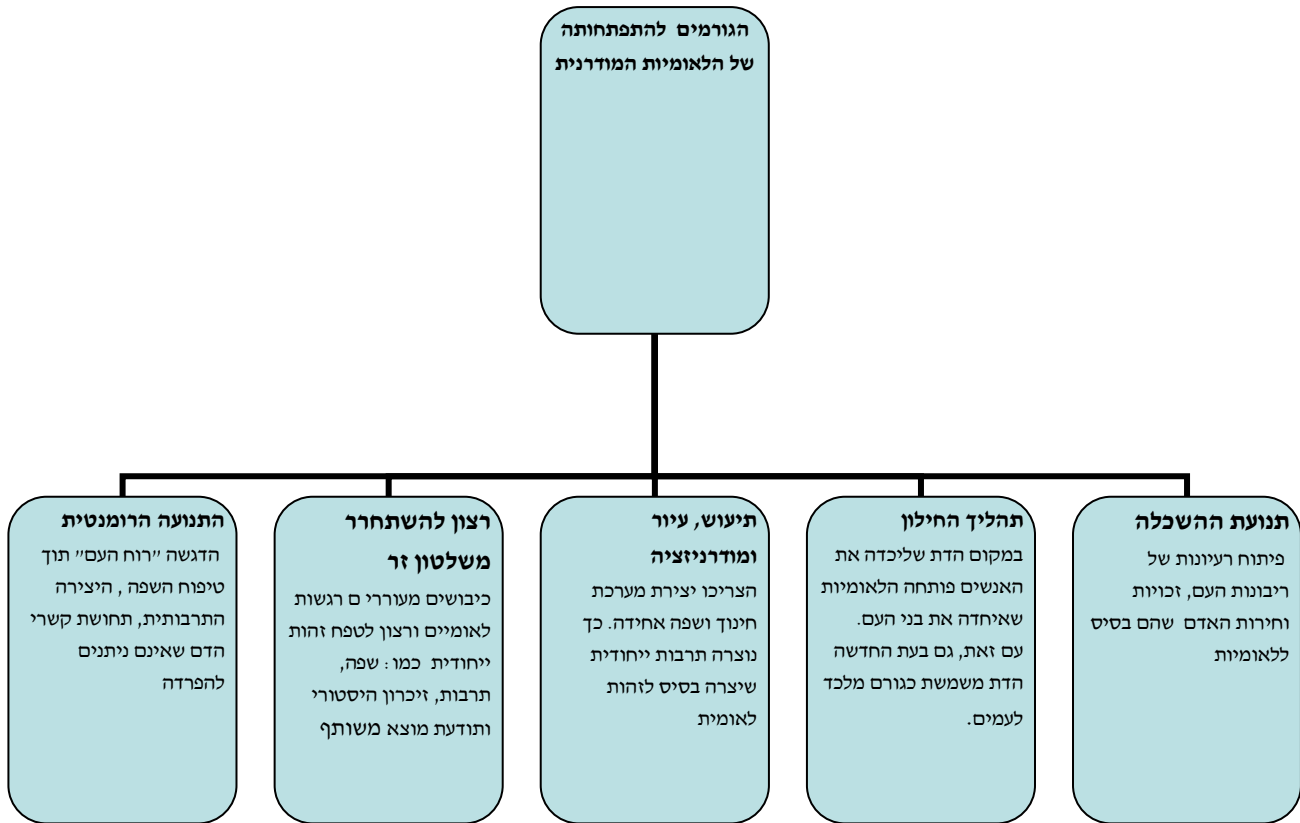 הגורמים להתפתחותה
של הלאומיות המודרנית
תנועת ההשכלה
פיתוח רעיונות של
ריבונות העם, זכויות
וחירות האדם שהם בסיס
ללאומיות
תהליך החילון
במקום הדת שליכדה את
האנשים פותחה הלאומיות
שאיחדה את בני העם.
עם זאת, גם בעת החדשה
הדת משמשת כגורם מלכד
לעמים.
תיעוש, עיור
ומודרניזציה
הצריכו יצירת מערכת
חינוך ושפה אחידה. כך
נוצרה תרבות ייחודית
שיצרה בסיס לזהות
לאומית
רצון להשתחרר
משלטון זר
כיבושים מעוררי ם רגשות
לאומיים ורצון לטפח זהות
ייחודית כמו: שפה,
תרבות, זיכרון היסטורי
ותודעת מוצא משותף
התנועה הרומנטית
הדגשה "רוח העם" תוך
טיפוח השפה , היצירה
התרבותית, תחושת קשרי
הדם שאינם ניתנים
להפרדה